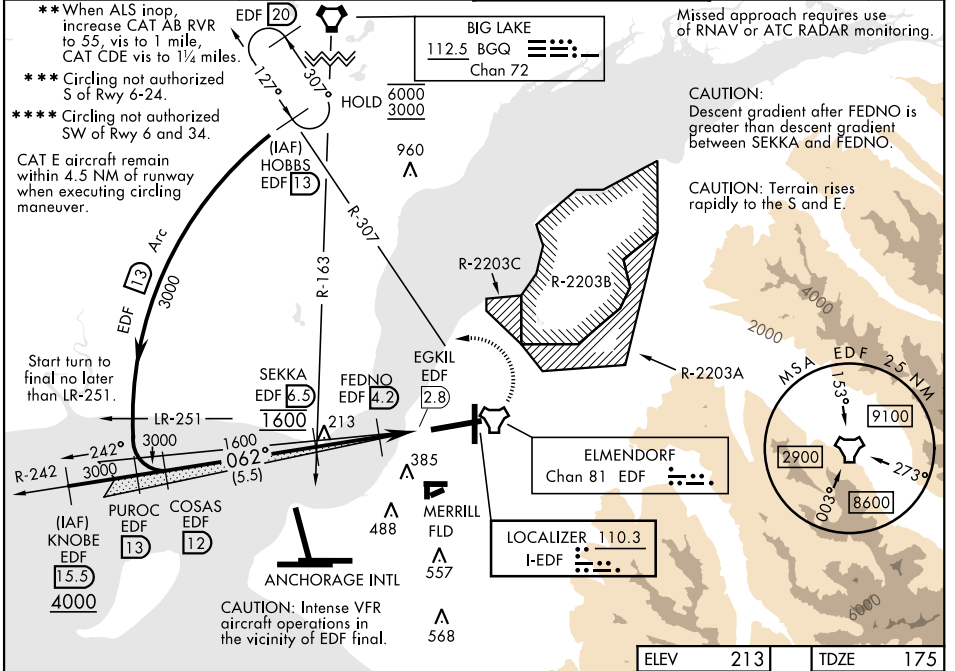 ** When ALS inop,
increase CAT AB RVR
to 55, vis to 1 mile,
CAT CDE vis to 1¼ miles.
*** Circling not authorized
S of Rwy 6-24.
**** Circling not authorized
SW of Rwy 6 and 34.
CAT E aircraft remain
within 4.5 NM of runway
when executing circling
maneuver.
EDF 20
127°
307°
HOLD 6000
3000
(IAF)
HOBBS
EDF 13
BIG LAKE
112.5 BGQ
Chan 72
Missed approach requires use
of RNAV or ATC RADAR monitoring.
CAUTION:
Descent gradient after FEDNO is
greater than descent gradient
between SEKKA and FEDNO.
CAUTION: Terrain rises
rapidly to the S and E.
960
R-307
R-163
EDF 13 Arc
3000
R-2203C
R-2203B
R-2203A
4000
2000
Start turn to
final no later
than LR-251.
LR-251
SEKKA
EDF 6.5
1600
FEDNO
EDF 4.2
EGKIL
EDF
2.8
213
R-242
242°
3000
3000
1600
062°
(5.5)
(IAF)
KNOBE
EDF
15.5
4000
PUROC
EDF
13
COSAS
EDF
12
385
488
MERRILL
FLD
557
568
ANCHORAGE INTL
CAUTION: Intense VFR
aircraft operations in
the vicinity of EDF final.
ELMENDORF
Chan 81 EDF
LOCALIZER 110.3
I-EDF
MSA EDF 25 NM
153°
9100
2900
273°
003°
8600
6000
ELEV 213
TDZE 175